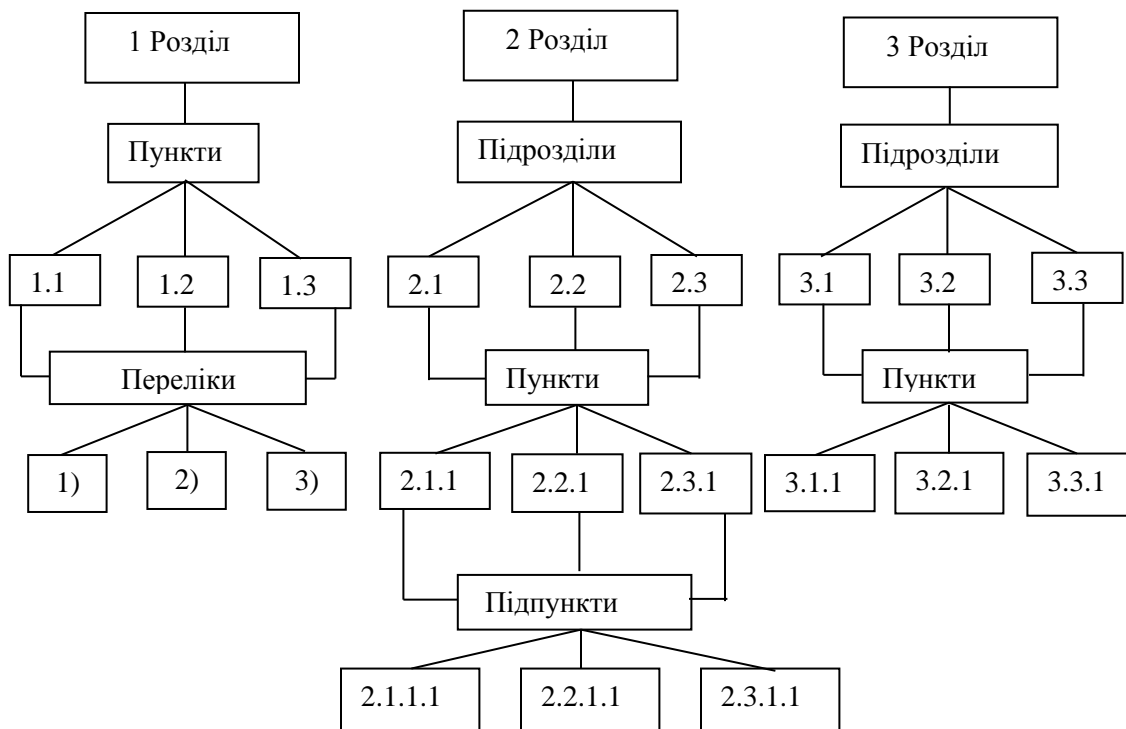 1 Розділ
2 Розділ
3 Розділ
Пункти
Підрозділи
Підрозділи
1.1
1.2
1.3
2.1
2.2
2.3
3.1
3.2
3.3
Переліки
Пункти
Пункти
1)
2)
3)
2.1.1
2.2.1
2.3.1
3.1.1
3.2.1
3.3.1
Підпункти
2.1.1.1
2.2.1.1
2.3.1.1